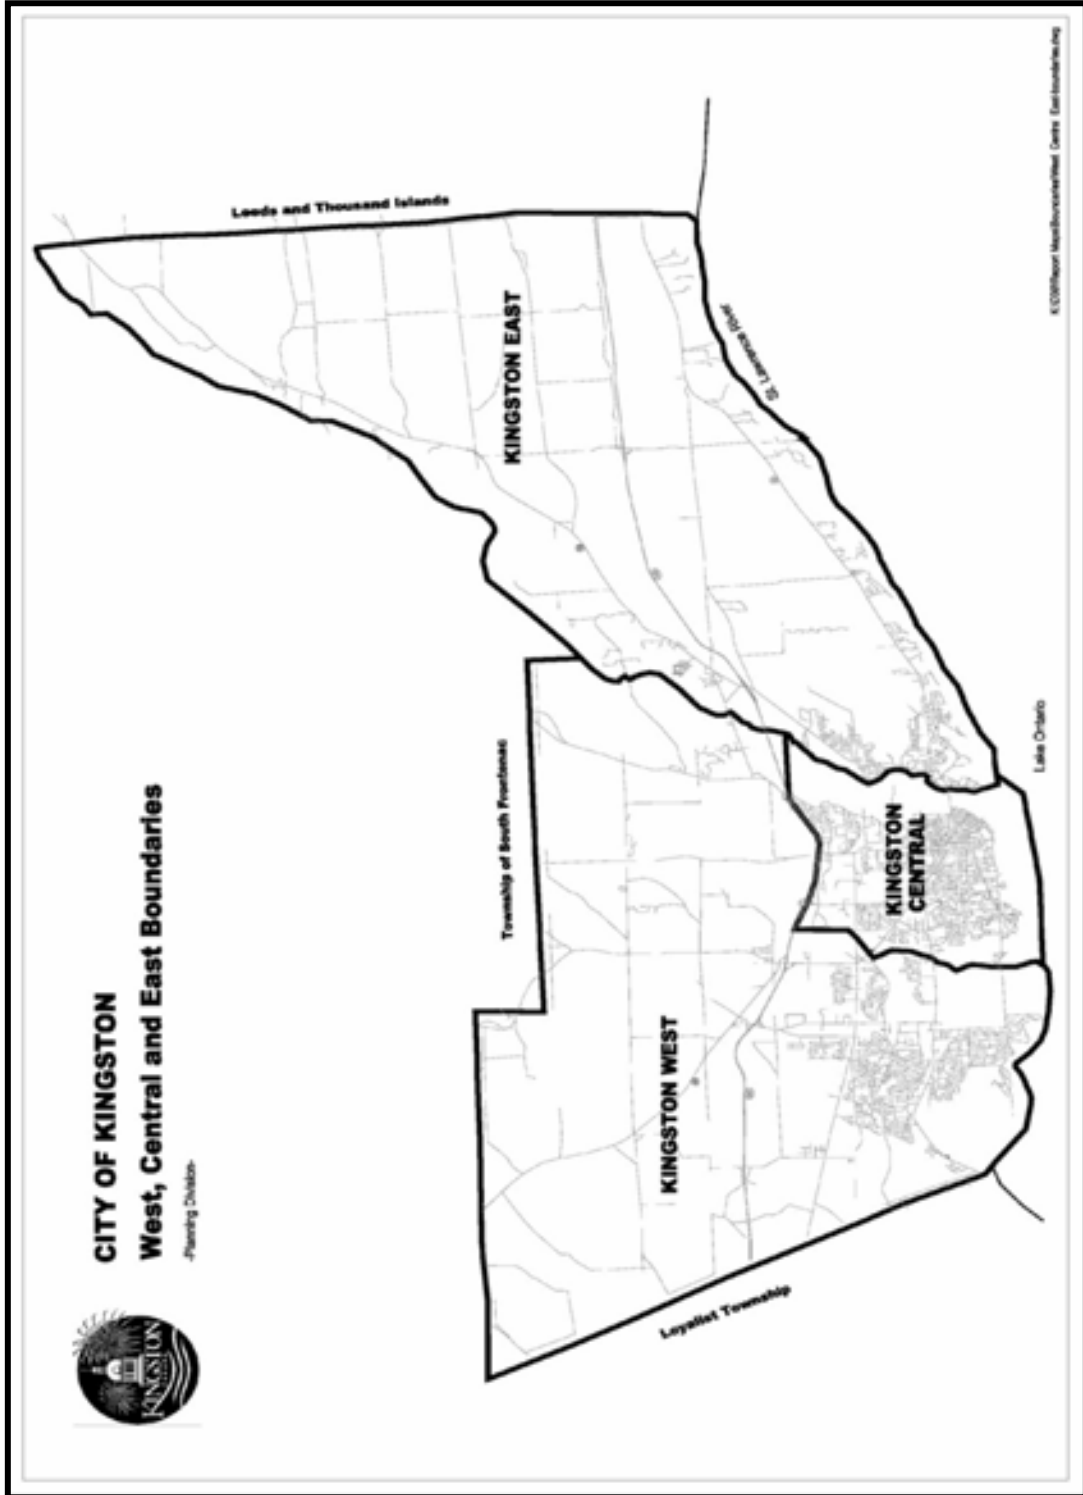 KINGSTON
CITY OF KINGSTON
West, Central and East Boundaries
-Planning Division-
Leeds and Thousand Islands
KINGSTON EAST
St. Lawrence River
Township of South Frontenac
KINGSTON
CENTRAL
Lake Ontario
KINGSTON WEST
Loyalist Township